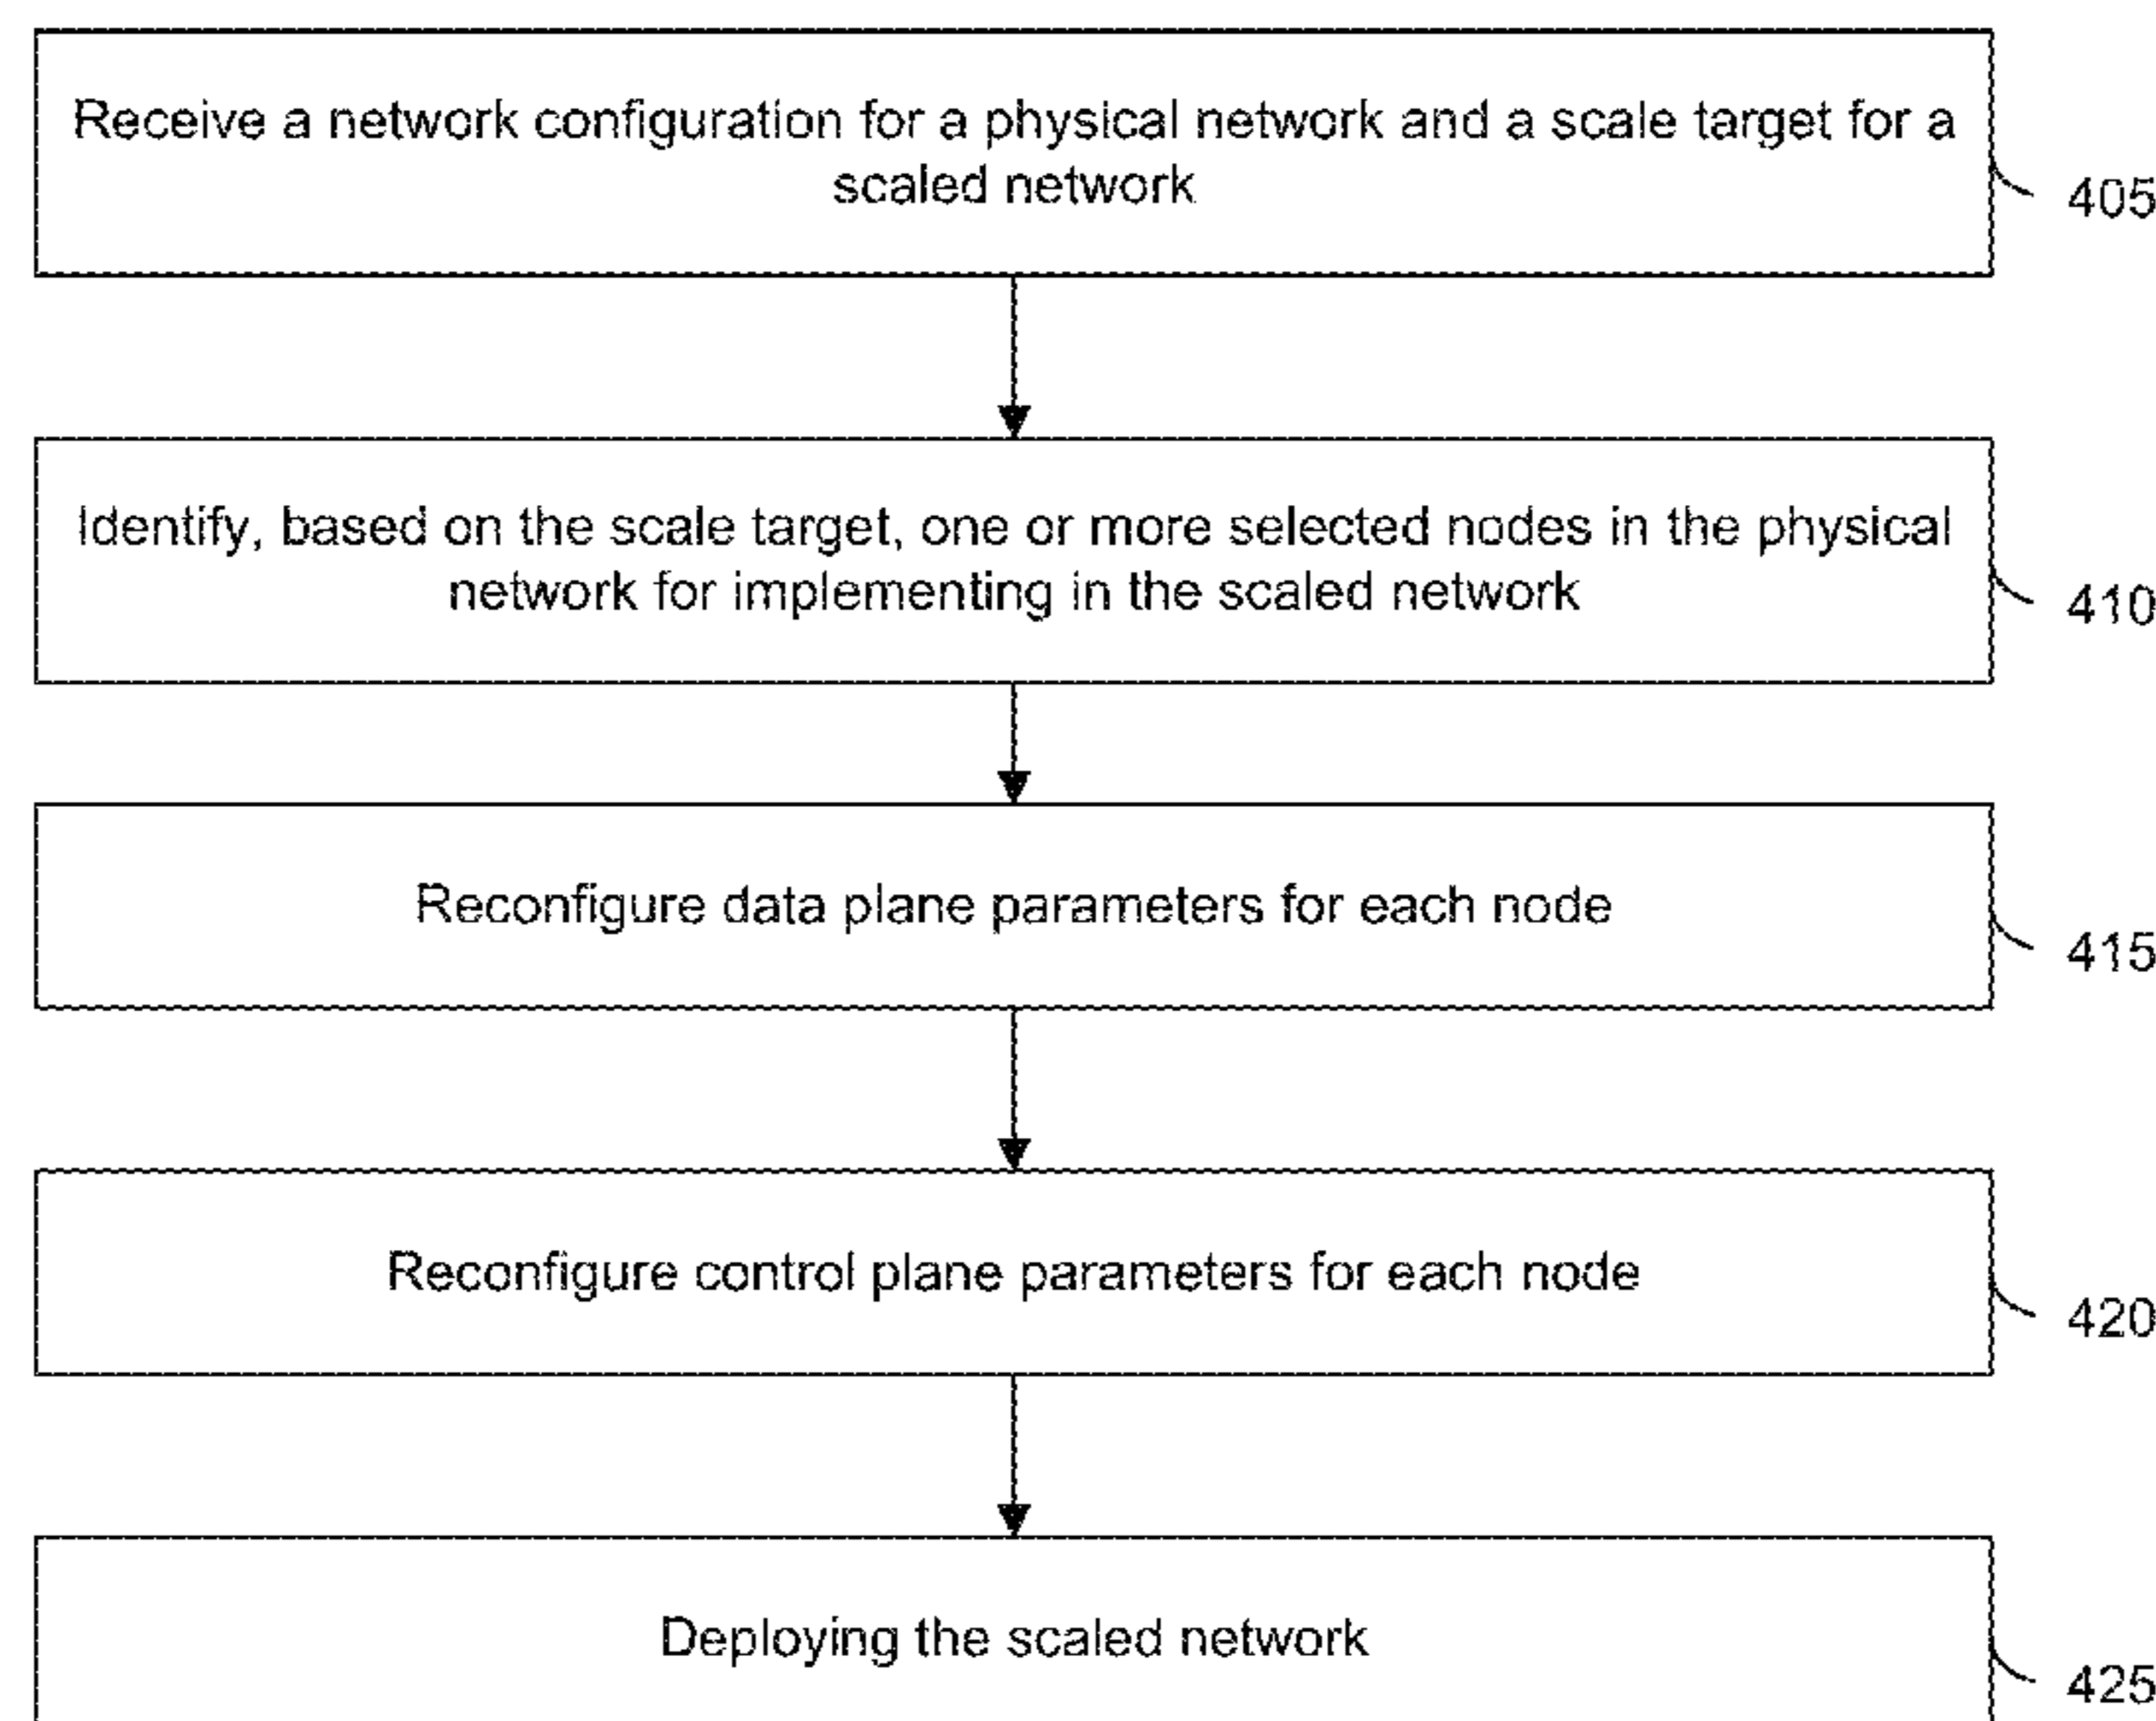 Receive a network configuration for a physical network and a scale target for a
scaled network
405
Identify, based on the scale target, one or more selected nodes in the physical
network for implementing in the scaled network
410
Reconfigure data plane parameters for each node
415
Reconfigure control plane parameters for each node
420
Deploying the scaled network
425